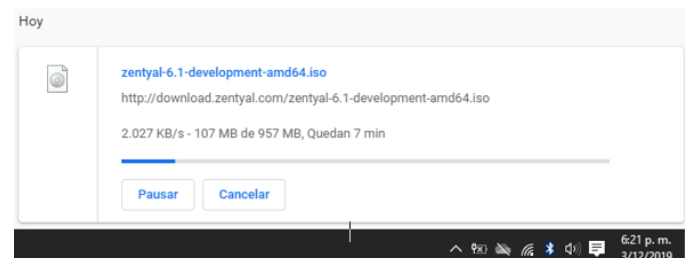 Hoy
zentyal-6.1-development-amd64.iso
http://download.zentyal.com/zentyal-6.1-development-amd64.iso
2.027 KB/s - 107 MB de 957 MB, Quedan 7 min
Pausar Cancelar
6:21 p. m.
3/12/2019